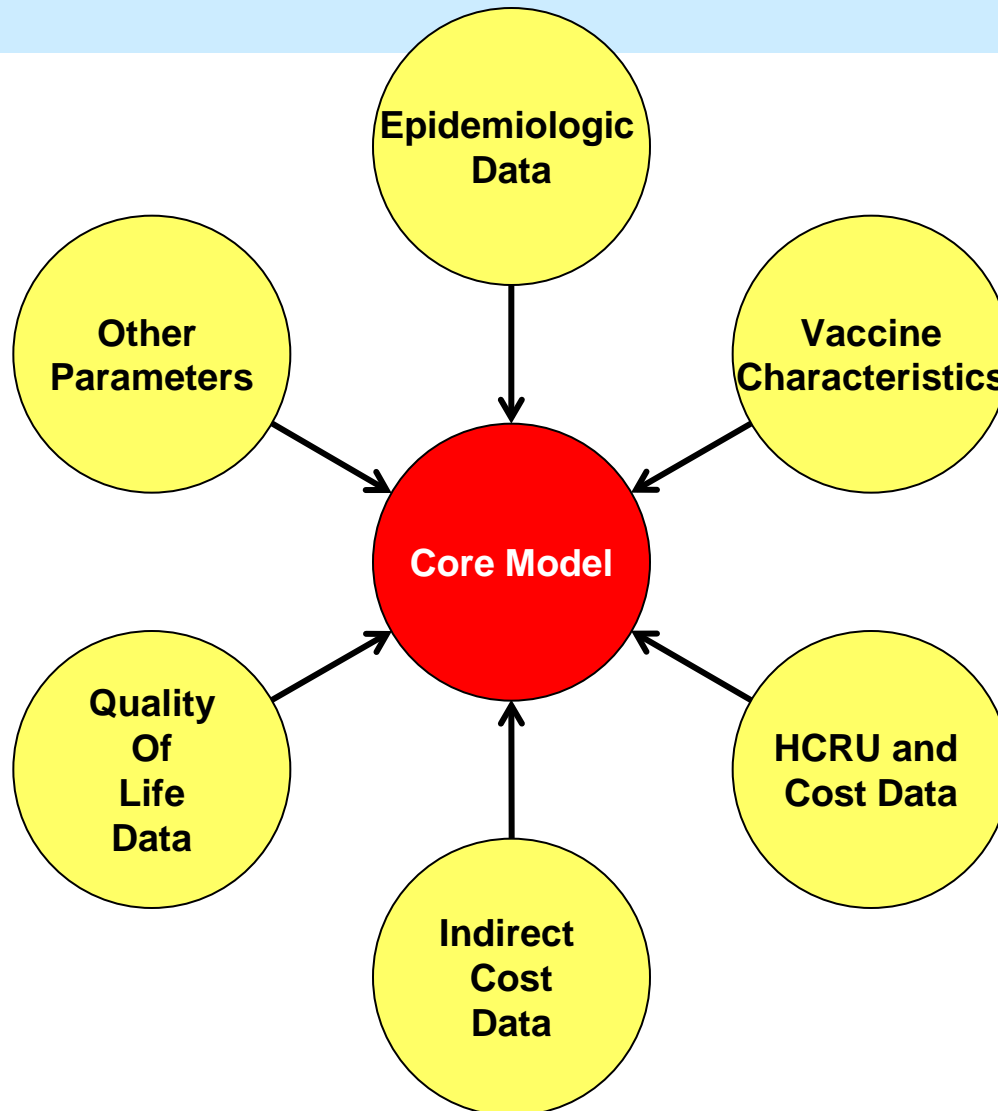 Epidemiologic
Data
Other
Parameters
Vaccine
Characteristics
Core Model
Quality
Of
Life
Data
HCRU and
Cost Data
Indirect
Cost
Data